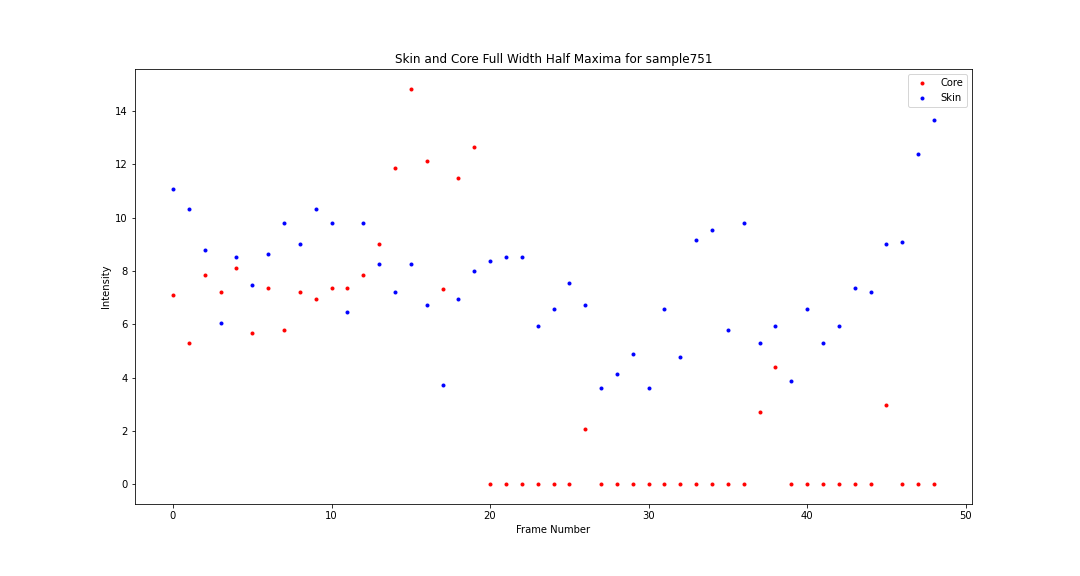 Skin and Core Full Width Half Maxima for sample751
Core
Skin
14
12
10
8
6
4
2
0
Intensity
0 10 20 30 40 50
Frame Number